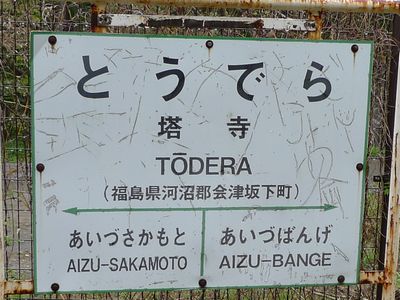 とうでら
塔寺
TŌDERA
(福島県河沼郡会津坂下町)
あいづさかもと あいづばんげ
AIZU-SAKAMOTO AIZU-BANGE